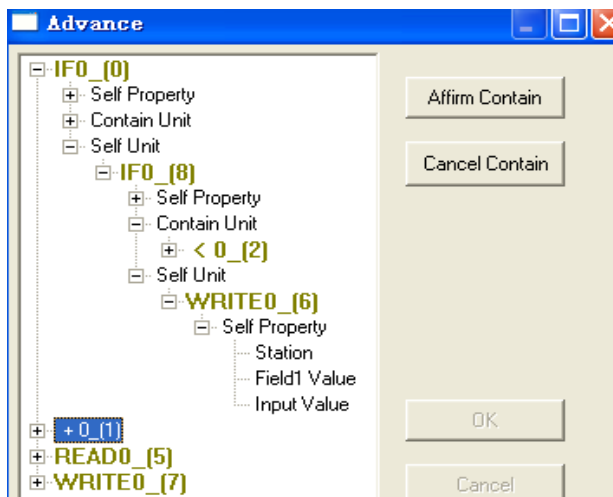 Advance
IF0_(0)
Self Property
Contain Unit
Self Unit
IF0_(8)
Self Property
Contain Unit
< 0_(2)
Self Unit
WRITE0_(6)
Self Property
Station
Field1 Value
Input Value
+ 0_(1)
READ0_(5)
WRITE0_(7)
Affirm Contain
Cancel Contain
OK
Cancel